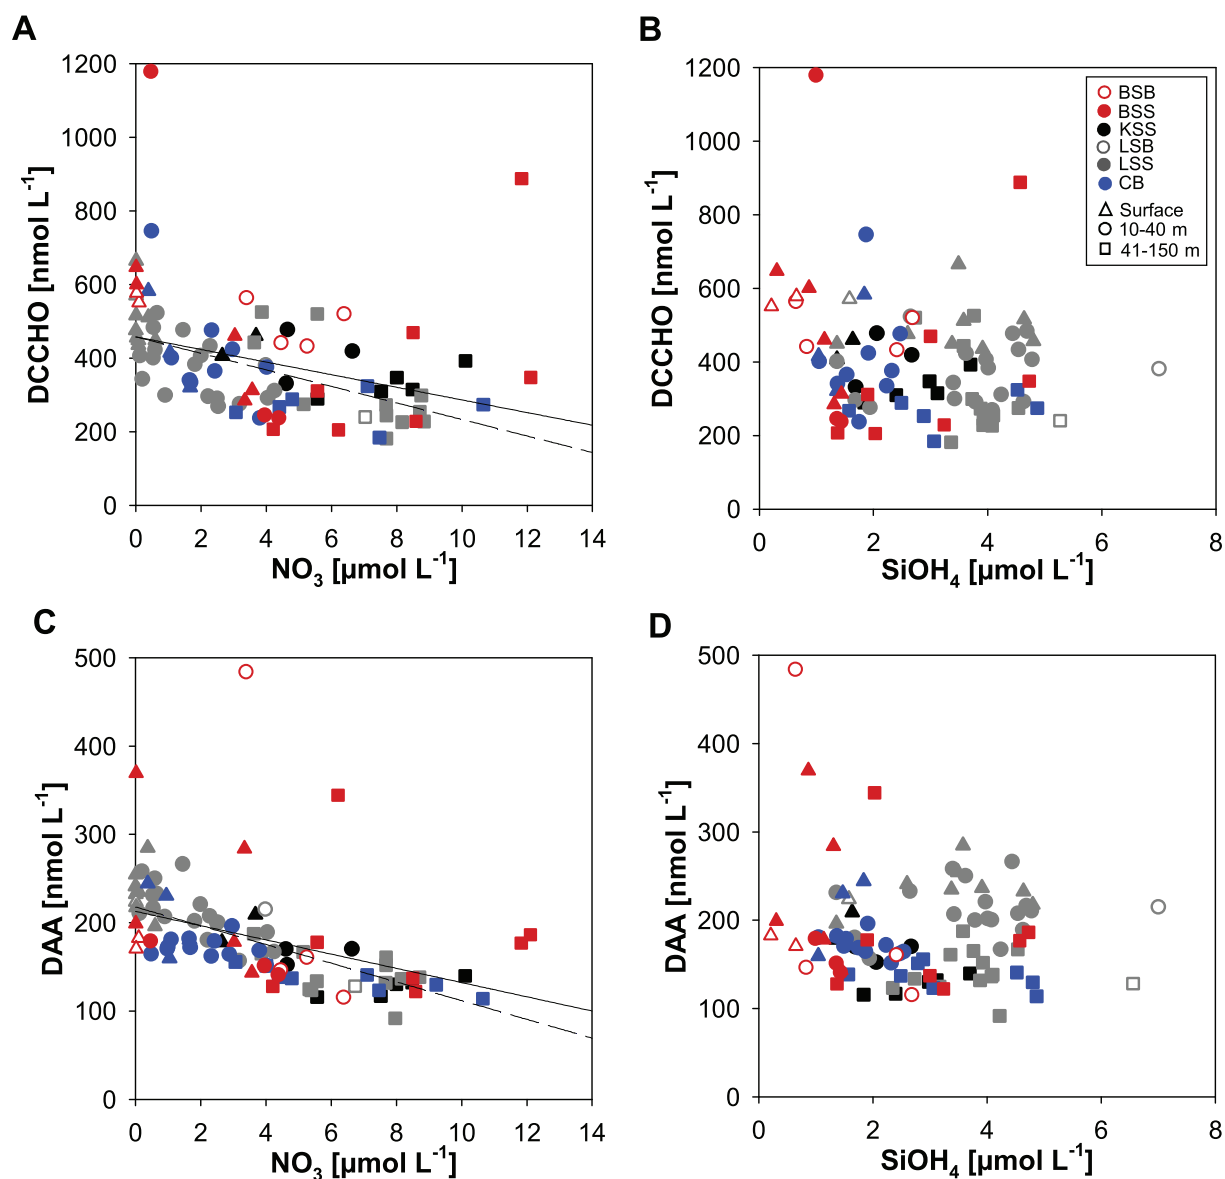 A
B
1200
1000
800
600
400
200
0
DCCHO [nmol L⁻¹]
0 2 4 6 8 10 12 14
NO₃ [µmol L⁻¹]
1200
1000
800
600
400
200
0
DCCHO [nmol L⁻¹]
0 2 4 6 8
SiOH₄ [µmol L⁻¹]
BSB
BSS
KSS
LSB
LSS
CB
Surface
10-40 m
41-150 m
C
D
500
400
300
200
100
0
DAA [nmol L⁻¹]
0 2 4 6 8 10 12 14
NO₃ [µmol L⁻¹]
500
400
300
200
100
0
DAA [nmol L⁻¹]
0 2 4 6 8
SiOH₄ [µmol L⁻¹]